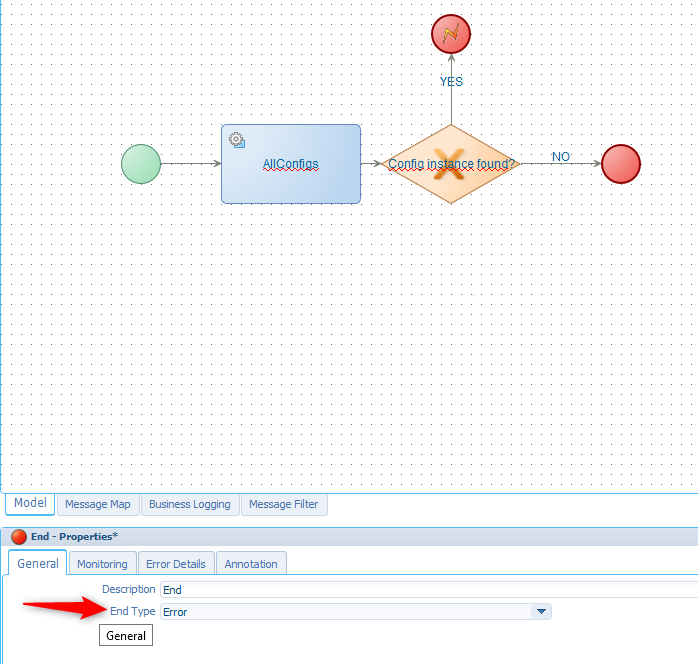 YES
AllConfigs
Config instance found?
NO
Model
Message Map
Business Logging
Message Filter
End - Properties*
General
Monitoring
Error Details
Annotation
Description
End
End Type
Error
General